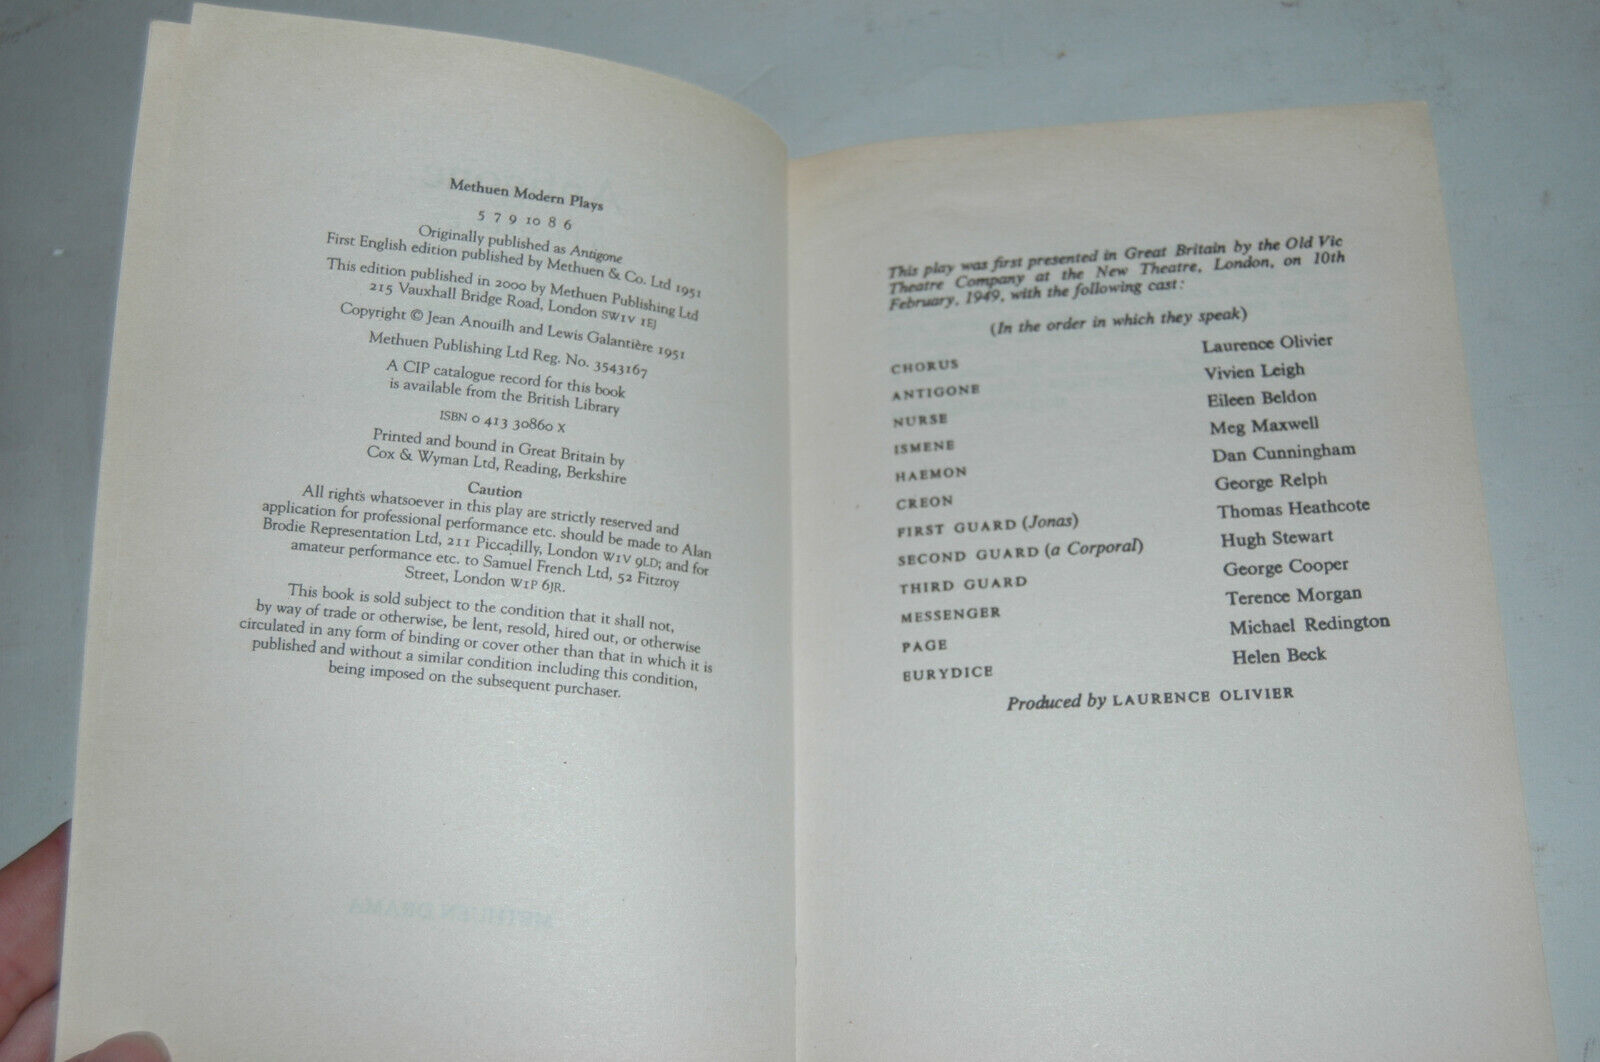 Methuen Modern Plays
5 7 9 10 8 6
Originally published as Antigone
First English edition published by Methuen & Co. Ltd 1951
This edition published in 2000 by Methuen Publishing Ltd
215 Vauxhall Bridge Road, London SW1V 1EJ
Copyright © Jean Anouilh and Lewis Galantière 1951
Methuen Publishing Ltd Reg. No. 3543167
A CIP catalogue record for this book
is available from the British Library
ISBN 0 413 30860 X
Printed and bound in Great Britain by
Cox & Wyman Ltd, Reading, Berkshire
Caution
All rights whatsoever in this play are strictly reserved and
application for professional performance etc. should be made to Alan
Brodie Representation Ltd, 211 Piccadilly, London W1V 9LD; and for
amateur performance etc. to Samuel French Ltd, 52 Fitzroy
Street, London W1P 6JR.
This book is sold subject to the condition that it shall not,
by way of trade or otherwise, be lent, resold, hired out, or otherwise
circulated in any form of binding or cover other than that in which it is
published and without a similar condition including this condition,
being imposed on the subsequent purchaser.
METHUEN DRAMA
This play was first presented in Great Britain by the Old Vic
Theatre Company at the New Theatre, London, on 10th
February, 1949, with the following cast:
(In the order in which they speak)
CHORUS Laurence Olivier
ANTIGONE Vivien Leigh
NURSE Eileen Beldon
ISMENE Meg Maxwell
HAEMON Dan Cunningham
CREON George Relph
FIRST GUARD (Jonas) Thomas Heathcote
SECOND GUARD (a Corporal) Hugh Stewart
THIRD GUARD George Cooper
MESSENGER Terence Morgan
PAGE Michael Redington
EURYDICE Helen Beck
Produced by LAURENCE OLIVIER